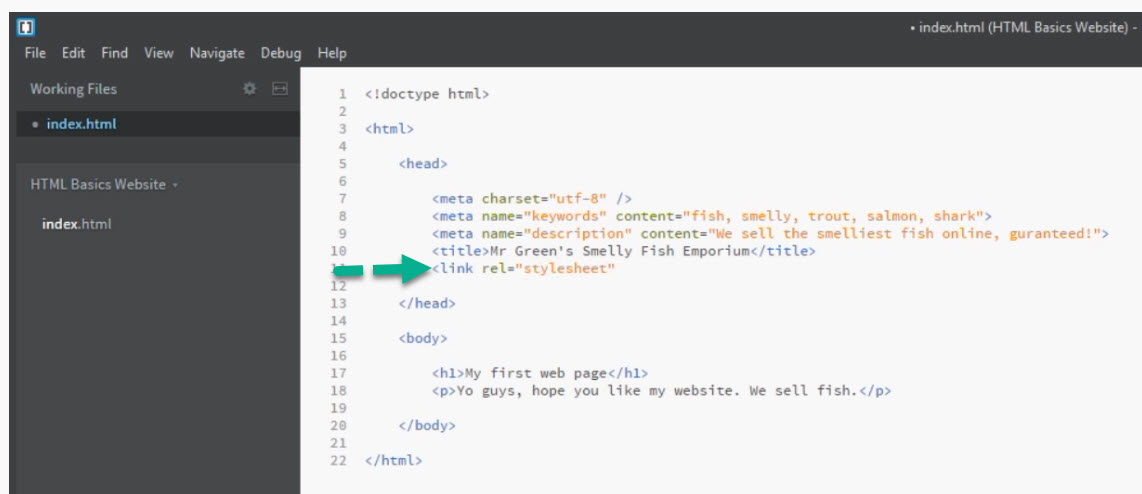 • index.html (HTML Basics Website) -
File Edit Find View Navigate Debug Help
Working Files
• index.html
HTML Basics Website
index.html
1 <!doctype html>
2
3 <html>
4
5 <head>
6
7 <meta charset="utf-8" />
8 <meta name="keywords" content="fish, smelly, trout, salmon, shark">
9 <meta name="description" content="We sell the smelliest fish online, guranteed!">
10 <title>Mr Green's Smelly Fish Emporium</title>
<link rel="stylesheet"
12
13 </head>
14
15 <body>
16
17 <h1>My first web page</h1>
18 <p>Yo guys, hope you like my website. We sell fish.</p>
19
20 </body>
21
22 </html>